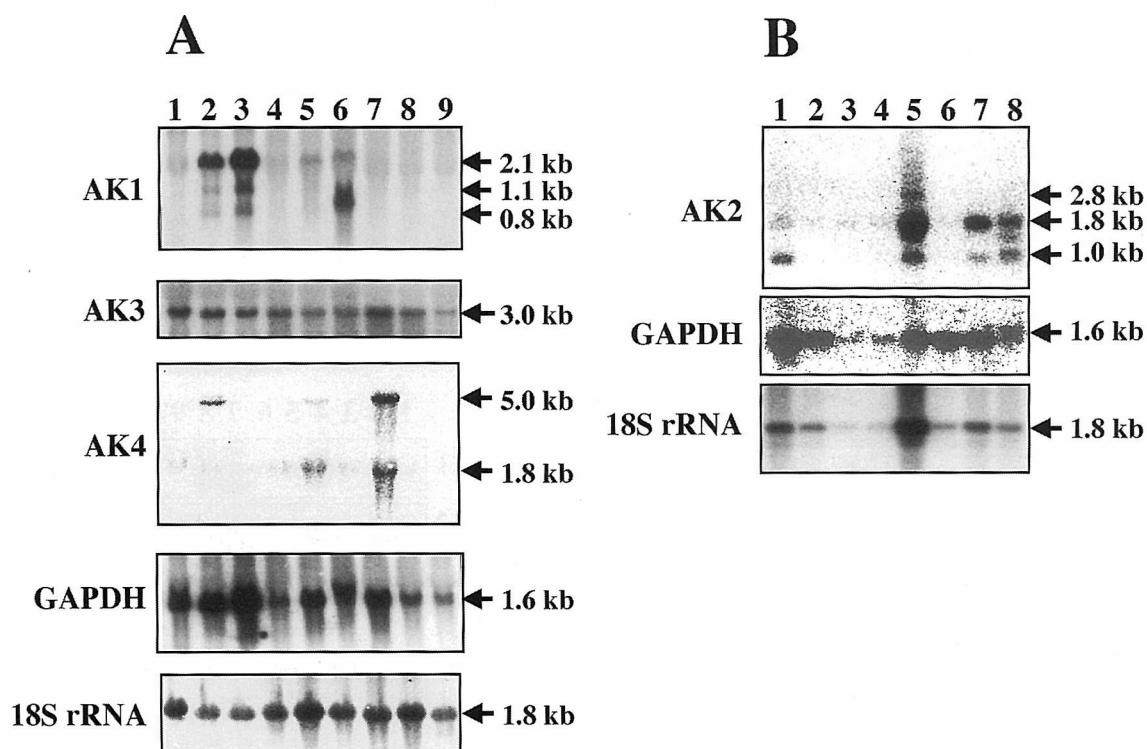 A
1 2 3 4 5 6 7 8 9
AK1
2.1 kb
1.1 kb
0.8 kb
AK3
3.0 kb
AK4
5.0 kb
1.8 kb
GAPDH
1.6 kb
18S rRNA
1.8 kb
B
1 2 3 4 5 6 7 8
AK2
2.8 kb
1.8 kb
1.0 kb
GAPDH
1.6 kb
18S rRNA
1.8 kb